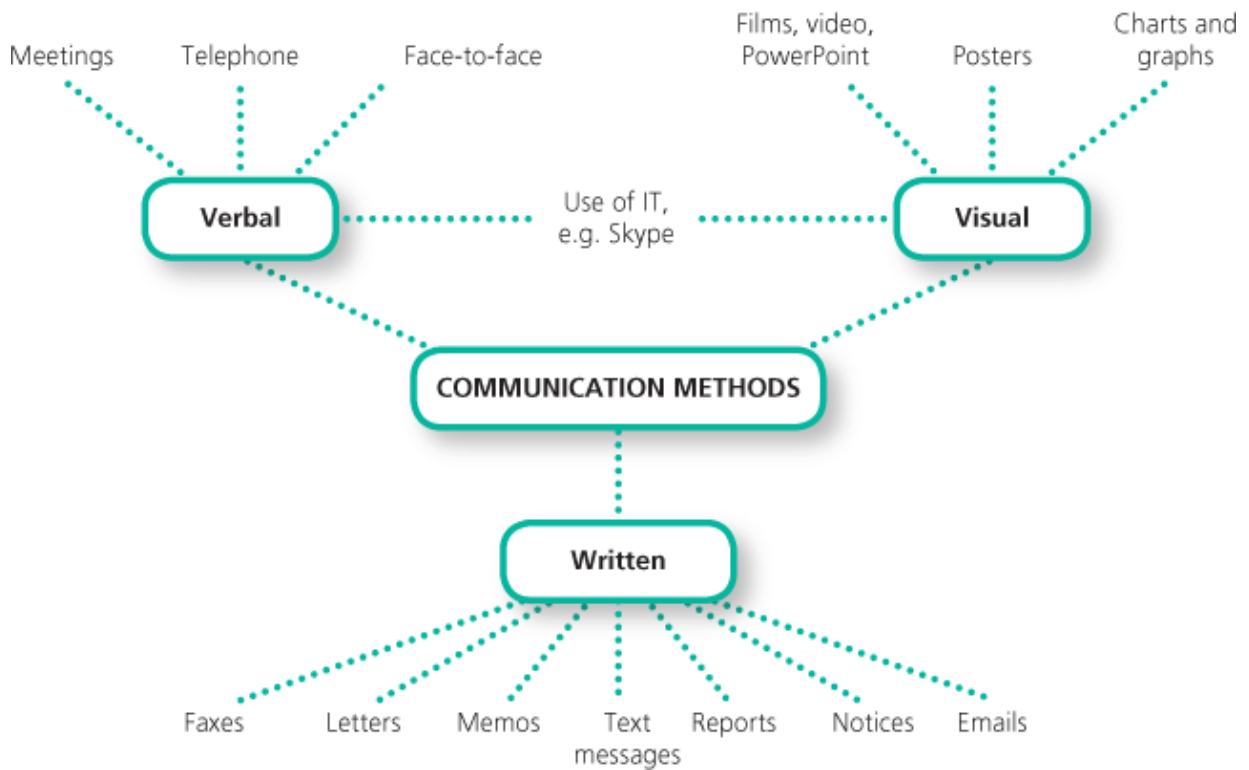 Meetings
Telephone
Face-to-face
Films, video,
PowerPoint
Posters
Charts and
graphs
Verbal
Use of IT,
e.g. Skype
Visual
COMMUNICATION METHODS
Written
Faxes
Letters
Memos
Text
messages
Reports
Notices
Emails